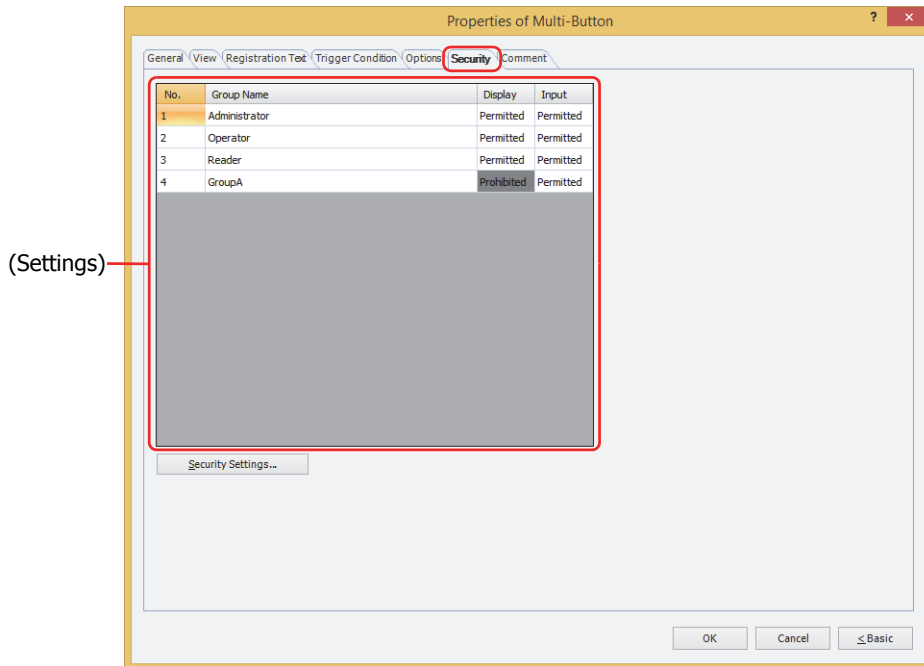 Properties of Multi-Button
? ×
General View Registration Text Trigger Condition Options Security Comment
No. Group Name Display Input
1 Administrator Permitted Permitted
2 Operator Permitted Permitted
3 Reader Permitted Permitted
4 GroupA Prohibited Permitted
(Settings)
Security Settings...
OK Cancel < Basic